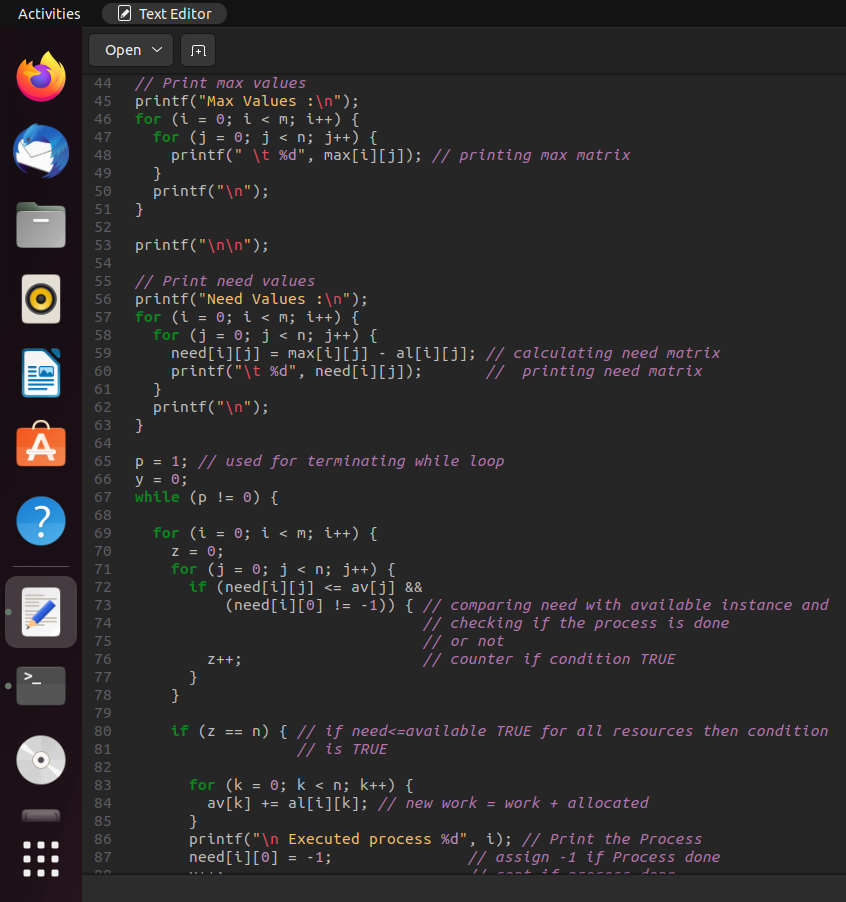 Activities Text Editor
Open
44 // Print max values
45 printf("Max Values :\n");
46 for (i = 0; i < m; i++) {
47   for (j = 0; j < n; j++) {
48     printf(" \t %d", max[i][j]); // printing max matrix
49   }
50   printf("\n");
51 }
52
53 printf("\n\n");
54
55 // Print need values
56 printf("Need Values :\n");
57 for (i = 0; i < m; i++) {
58   for (j = 0; j < n; j++) {
59     need[i][j] = max[i][j] - al[i][j]; // calculating need matrix
60     printf("\t %d", need[i][j]);       //  printing need matrix
61   }
62   printf("\n");
63 }
64
65 p = 1; // used for terminating while loop
66 y = 0;
67 while (p != 0) {
68
69   for (i = 0; i < m; i++) {
70     z = 0;
71     for (j = 0; j < n; j++) {
72       if (need[i][j] <= av[j] &&
73           (need[i][0] != -1)) { // comparing need with available instance and
74                                 // checking if the process is done
75                                 // or not
76         z++;                    // counter if condition TRUE
77       }
78     }
79
80     if (z == n) { // if need<=available TRUE for all resources then condition
81                   // is TRUE
82
83       for (k = 0; k < n; k++) {
84         av[k] += al[i][k]; // new work = work + allocated
85       }
86       printf("\n Executed process %d", i); // Print the Process
87       need[i][0] = -1;               // assign -1 if Process done